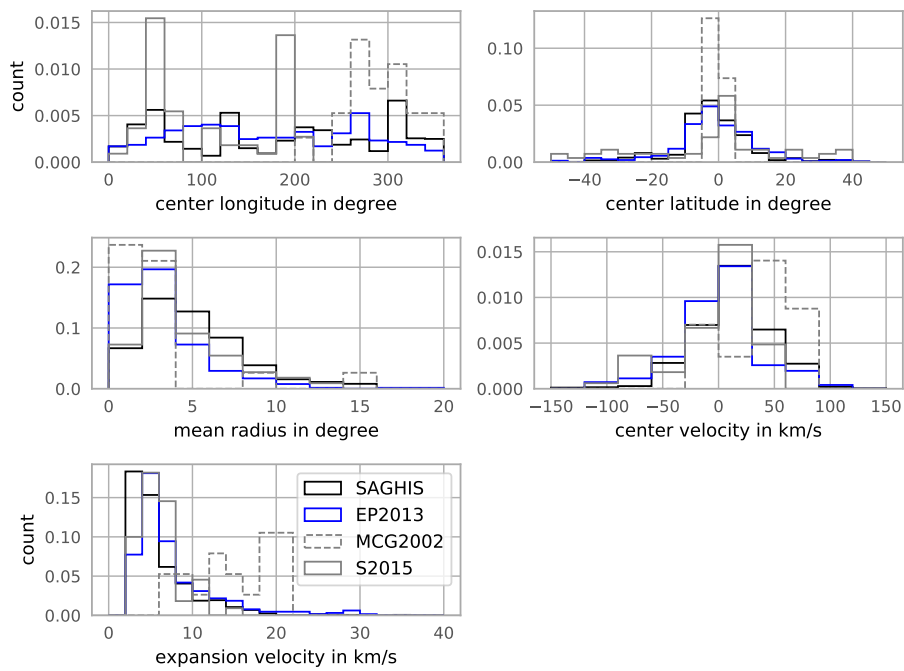 0.015
0.010
0.005
0.000
count
0 100 200 300
center longitude in degree
0.10
0.05
0.00
−40 −20 0 20 40
center latitude in degree
0.2
0.1
0.0
0 5 10 15 20
mean radius in degree
0.015
0.010
0.005
0.000
−150 −100 −50 0 50 100 150
center velocity in km/s
0.15
0.10
0.05
0.00
count
0 10 20 30 40
expansion velocity in km/s
SAGHIS
EP2013
MCG2002
S2015